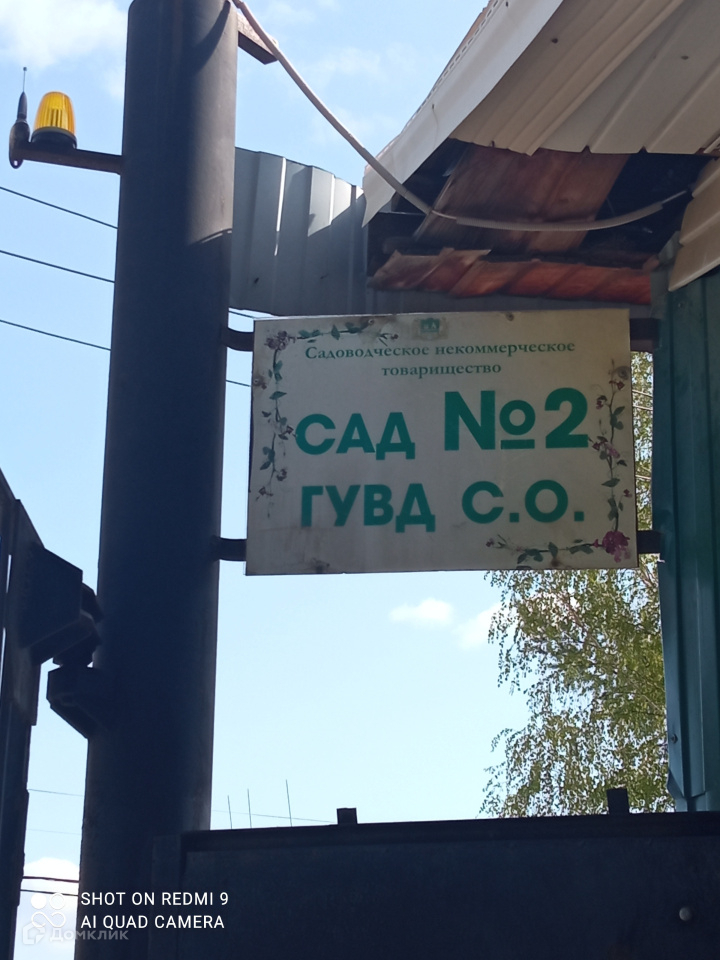 Садоводческое некоммерческое
товарищество
САД №2
ГУВД С.О.
SHOT ON REDMI 9
AI QUAD CAMERA
Домклик